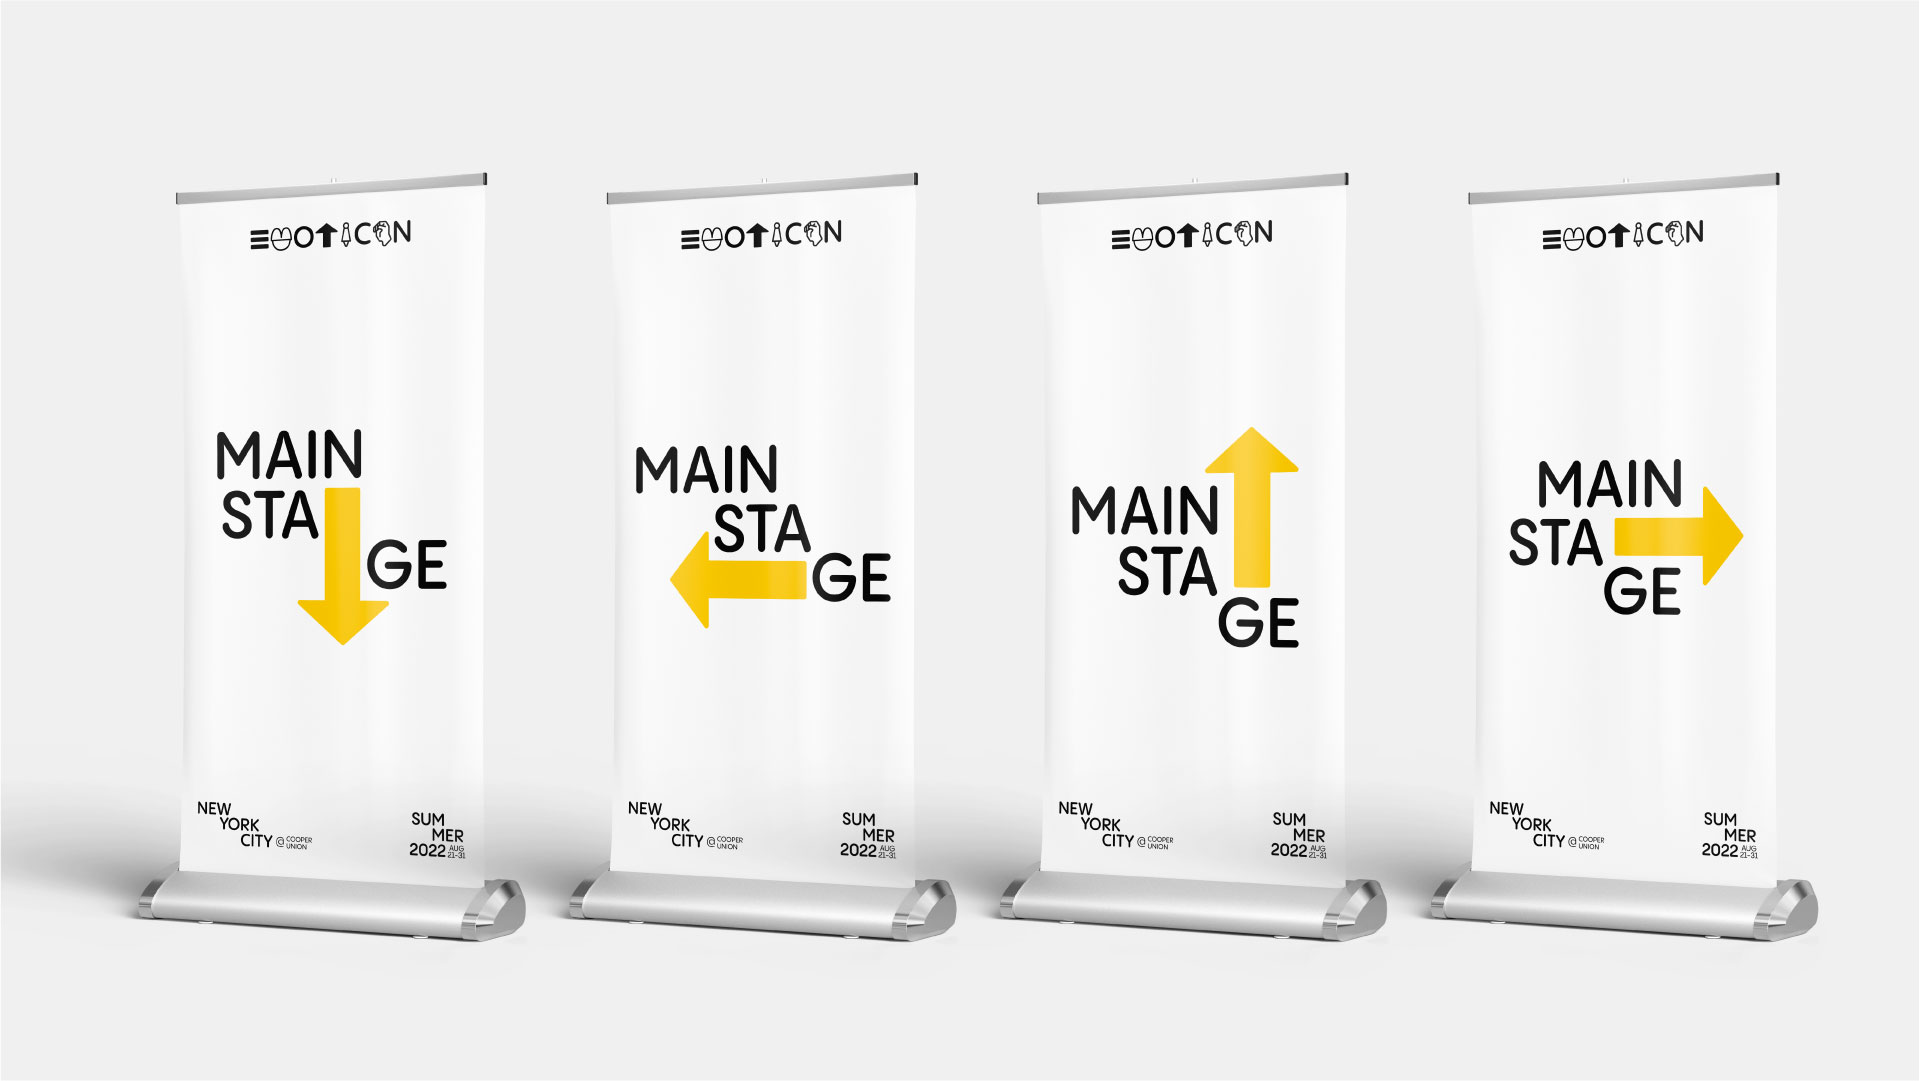 EMOTICON
MAIN
STA
GE
NEW
YORK
CITY @ COOPER
UNION
SUM
MER
2022 AUG
21-31
EMOTICON
MAIN
STA
GE
NEW
YORK
CITY @ COOPER
UNION
SUM
MER
2022 AUG
21-31
EMOTICON
MAIN
STA
GE
NEW
YORK
CITY @ COOPER
UNION
SUM
MER
2022 AUG
21-31
EMOTICON
MAIN
STA
GE
NEW
YORK
CITY @ COOPER
UNION
SUM
MER
2022 AUG
21-31